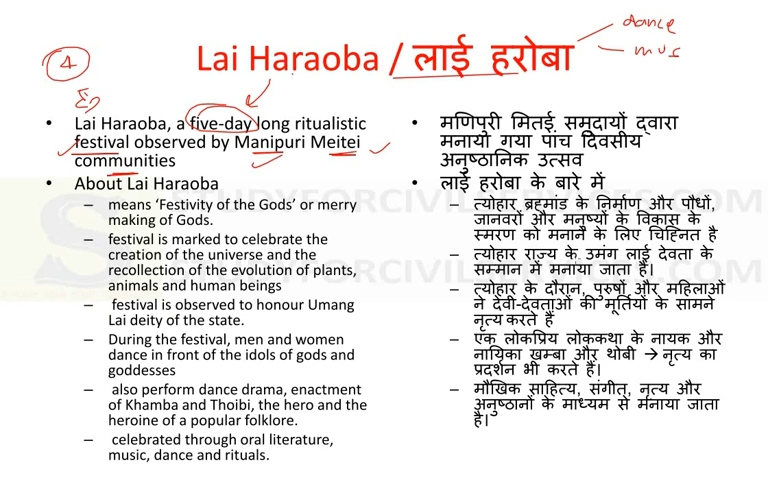 Lai Haraoba / लाई हरोबा
dance
mus
4
• Lai Haraoba, a five-day long ritualistic
festival observed by Manipuri Meitei
communities
• About Lai Haraoba
– means ‘Festivity of the Gods’ or merry
making of Gods.
– festival is marked to celebrate the
creation of the universe and the
recollection of the evolution of plants,
animals and human beings
– festival is observed to honour Umang
Lai deity of the state.
– During the festival, men and women
dance in front of the idols of gods and
goddesses
– also perform dance drama, enactment
of Khamba and Thoibi, the hero and the
heroine of a popular folklore.
– celebrated through oral literature,
music, dance and rituals.
• मणिपुरी मितई समुदायों द्वारा
मनाया गया पांच दिवसीय
अनुष्ठानिक उत्सव
• लाई हरोबा के बारे में
– त्योहार ब्रह्मांड के निर्माण और पौधों,
जानवरों और मनुष्यों के विकास के
स्मरण को मनाने के लिए चिह्नित है
– त्योहार राज्य के उमंग लाई देवता के
सम्मान में मनाया जाता है।
– त्योहार के दौरान, पुरुषों और महिलाओं
ने देवी-देवताओं की मूर्तियों के सामने
नृत्य करते हैं
– एक लोकप्रिय लोककथा के नायक और
नायिका खम्बा और थोबी → नृत्य का
प्रदर्शन भी करते हैं।
– मौखिक साहित्य, संगीत, नृत्य और
अनुष्ठानों के माध्यम से मनाया जाता
है।